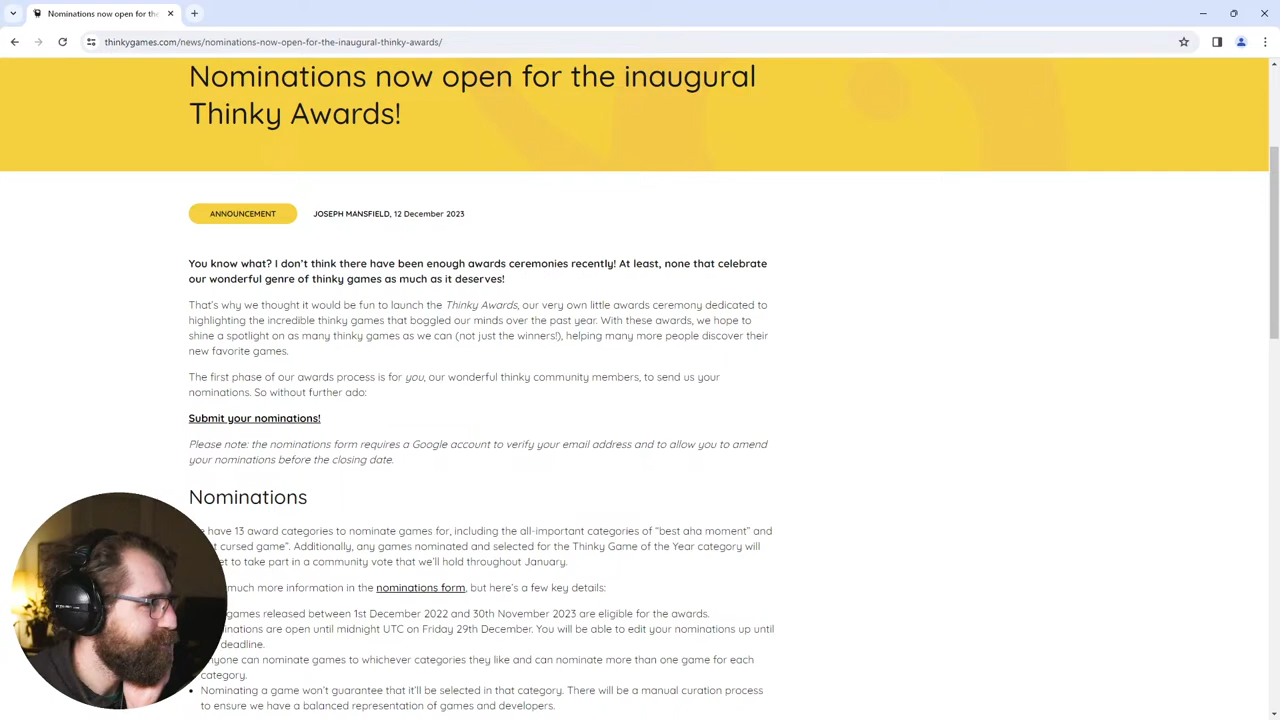 Nominations now open for the
thinkygames.com/news/nominations-now-open-for-the-inaugural-thinky-awards/
Nominations now open for the inaugural
Thinky Awards!
ANNOUNCEMENT JOSEPH MANSFIELD, 12 December 2023
You know what? I don't think there have been enough awards ceremonies recently! At least, none that celebrate
our wonderful genre of thinky games as much as it deserves!
That's why we thought it would be fun to launch the Thinky Awards, our very own little awards ceremony dedicated to
highlighting the incredible thinky games that boggled our minds over the past year. With these awards, we hope to
shine a spotlight on as many thinky games as we can (not just the winners!), helping many more people discover their
new favorite games.
The first phase of our awards process is for you, our wonderful thinky community members, to send us your
nominations. So without further ado:
Submit your nominations!
Please note: the nominations form requires a Google account to verify your email address and to allow you to amend
your nominations before the closing date.
Nominations
have 13 award categories to nominate games for, including the all-important categories of "best aha moment" and
cursed game". Additionally, any games nominated and selected for the Thinky Game of the Year category will
to take part in a community vote that we'll hold throughout January.
much more information in the nominations form, but here's a few key details:
games released between 1st December 2022 and 30th November 2023 are eligible for the awards.
are open until midnight UTC on Friday 29th December. You will be able to edit your nominations up until
deadline.
can nominate games to whichever categories they like and can nominate more than one game for each
category.
• Nominating a game won't guarantee that it'll be selected in that category. There will be a manual curation process
to ensure we have a balanced representation of games and developers.